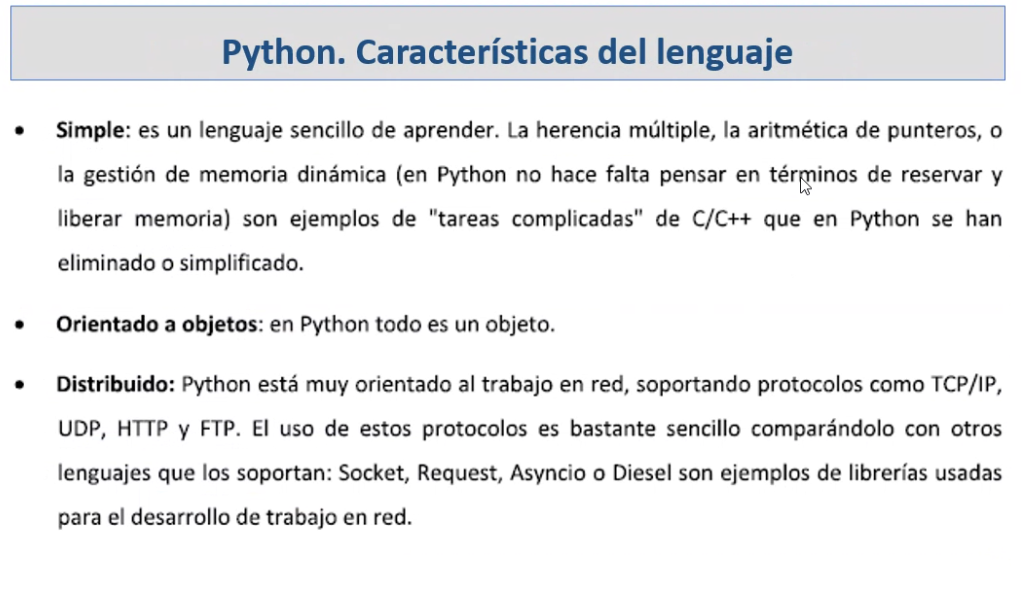 Python. Características del lenguaje
• Simple: es un lenguaje sencillo de aprender. La herencia múltiple, la aritmética de punteros, o
la gestión de memoria dinámica (en Python no hace falta pensar en términos de reservar y
liberar memoria) son ejemplos de "tareas complicadas" de C/C++ que en Python se han
eliminado o simplificado.
• Orientado a objetos: en Python todo es un objeto.
• Distribuido: Python está muy orientado al trabajo en red, soportando protocolos como TCP/IP,
UDP, HTTP y FTP. El uso de estos protocolos es bastante sencillo comparándolo con otros
lenguajes que los soportan: Socket, Request, Asyncio o Diesel son ejemplos de librerías usadas
para el desarrollo de trabajo en red.